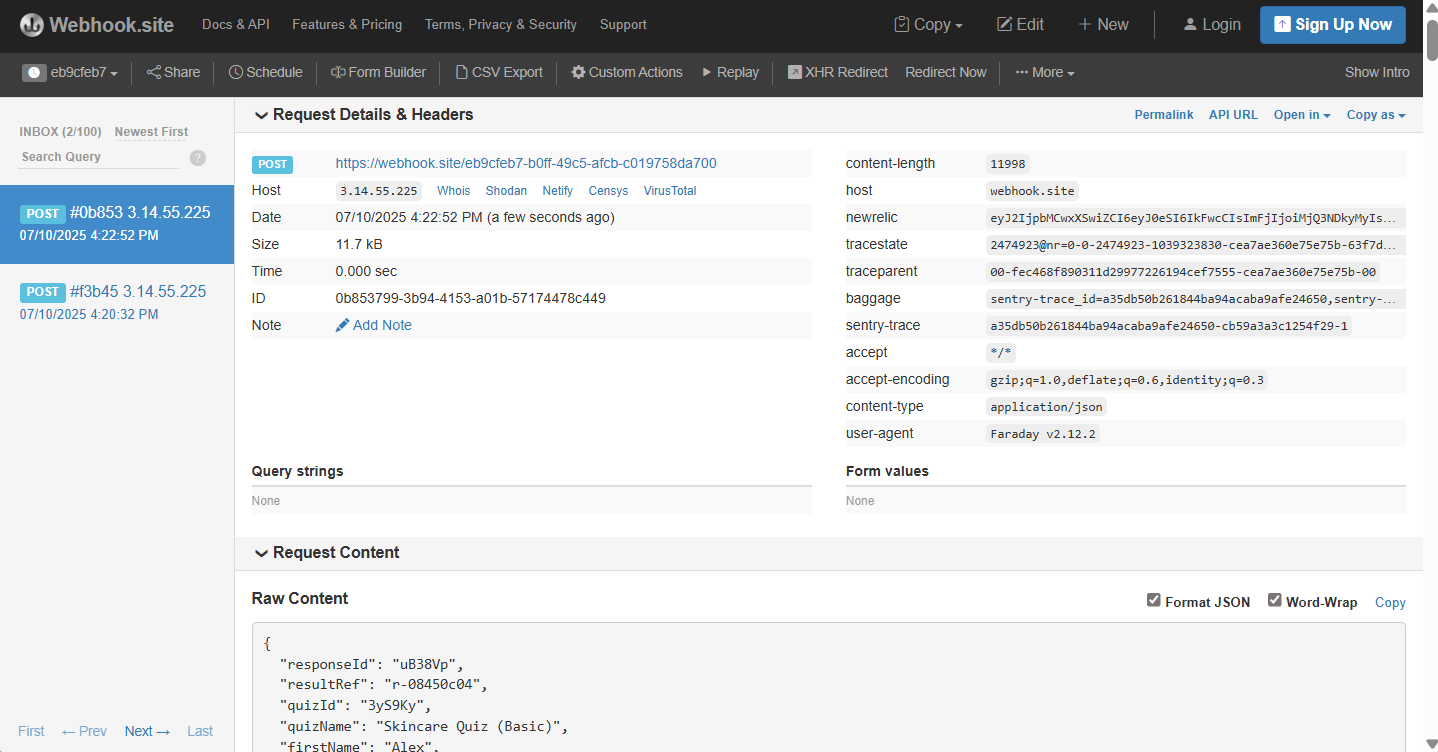 Webhook.site Docs & API Features & Pricing Terms, Privacy & Security Support Copy Edit New Login Sign Up Now
eb9cfeb7 Share Schedule Form Builder CSV Export Custom Actions Replay XHR Redirect Redirect Now More Show Intro
INBOX (2/100) Newest First
Search Query ?
POST #0b853 3.14.55.225
07/10/2025 4:22:52 PM
POST #f3b45 3.14.55.225
07/10/2025 4:20:32 PM
First ← Prev Next → Last
Request Details & Headers Permalink API URL Open in Copy as
POST https://webhook.site/eb9cfeb7-b0ff-49c5-afcb-c019758da700
Host 3.14.55.225 Whois Shodan Netify Censys VirusTotal
Date 07/10/2025 4:22:52 PM (a few seconds ago)
Size 11.7 kB
Time 0.000 sec
ID 0b853799-3b94-4153-a01b-57174478c449
Note Add Note
content-length 11998
host webhook.site
newrelic eyJ2IjpbMCwxXSwiZCI6eyJ0eSI6IkFwcCIsImFjIjoiMjQ3NDkyMyIs...
tracestate 2474923@nr=0-0-2474923-1039323830-cea7ae360e75e75b-63f7d...
traceparent 00-fec468f890311d29977226194cef7555-cea7ae360e75e75b-00
baggage sentry-trace_id=a35db50b261844ba94acaba9afe24650,sentry-...
sentry-trace a35db50b261844ba94acaba9afe24650-cb59a3a3c1254f29-1
accept */*
accept-encoding gzip;q=1.0,deflate;q=0.6,identity;q=0.3
content-type application/json
user-agent Faraday v2.12.2
Query strings
None
Form values
None
Request Content
Raw Content Format JSON Word-Wrap Copy
{
"responseId": "uB38Vp",
"resultRef": "r-08450c04",
"quizId": "3yS9Ky",
"quizName": "Skincare Quiz (Basic)",
"firstName": "Alex",